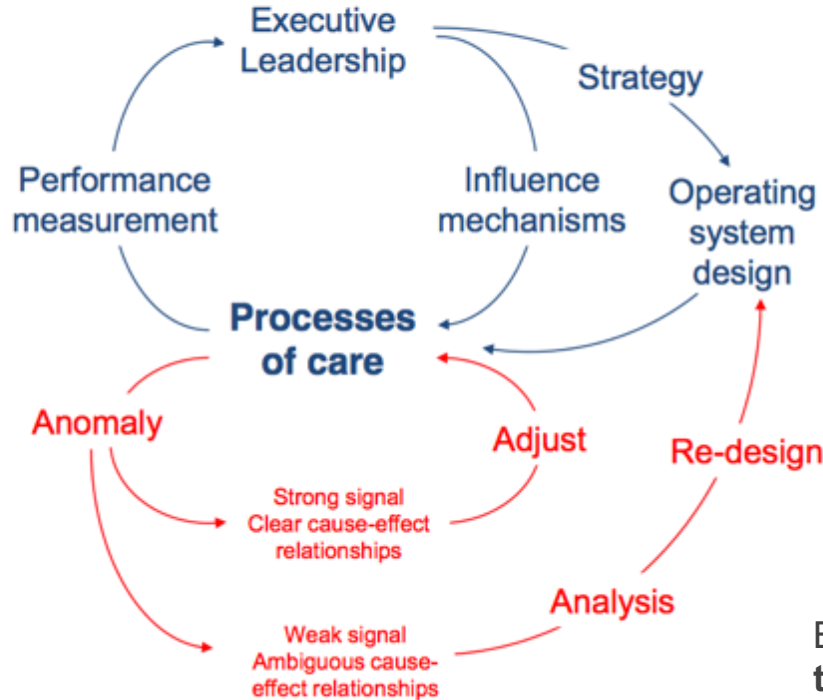 Executive
Leadership
Strategy
Performance
measurement
Influence
mechanisms
Operating
system
design
Processes
of care
Anomaly
Adjust
Re-design
Strong signal
Clear cause-effect
relationships
Analysis
Weak signal
Ambiguous cause-
effect relationships